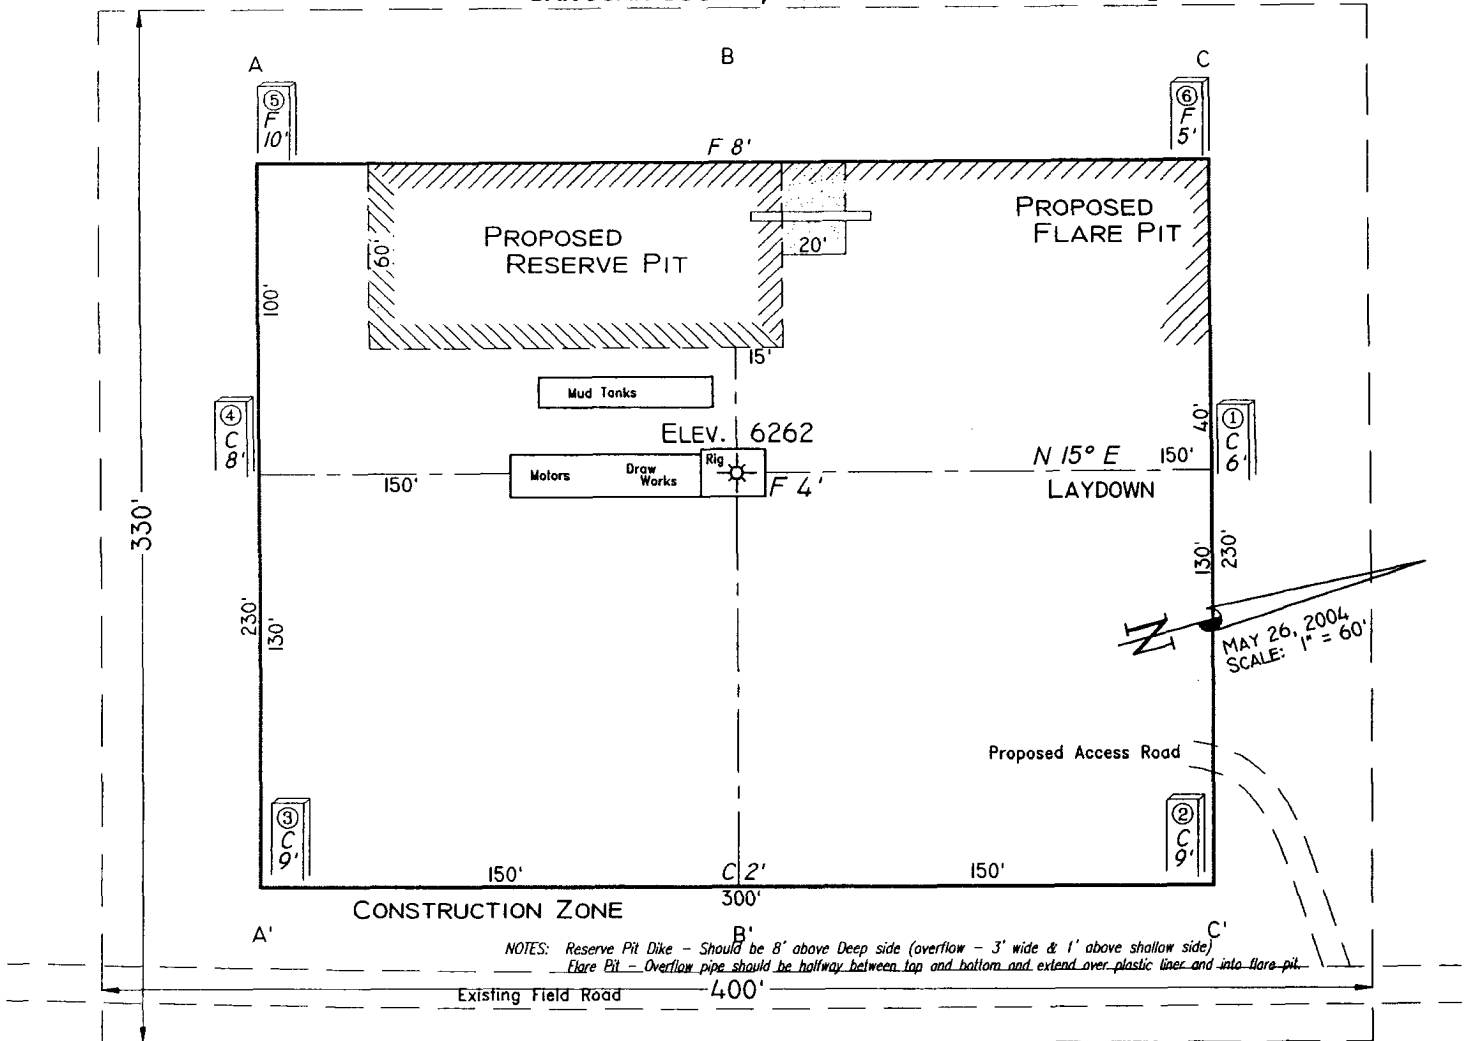 A
B
C
⑤
F
10'
⑥
F
5'
F 8'
PROPOSED
RESERVE PIT
60'
20'
PROPOSED
FLARE PIT
100'
15'
Mud Tanks
④
C
8'
①
C
6'
40'
ELEV. 6262
Rig
Motors
Draw
Works
F 4'
150'
N 15° E
150'
LAYDOWN
330'
130'
230'
230'
130'
N
MAY 26, 2004
SCALE: 1" = 60'
Proposed Access Road
③
C
9'
②
C
9'
150'
C 2'
150'
300'
CONSTRUCTION ZONE
A'
B'
C'
NOTES: Reserve Pit Dike - Should be 8' above Deep side (overflow - 3' wide & 1' above shallow side)
Flare Pit - Overflow pipe should be halfway between top and bottom and extend over plastic liner and into flare pit.
Existing Field Road
400'